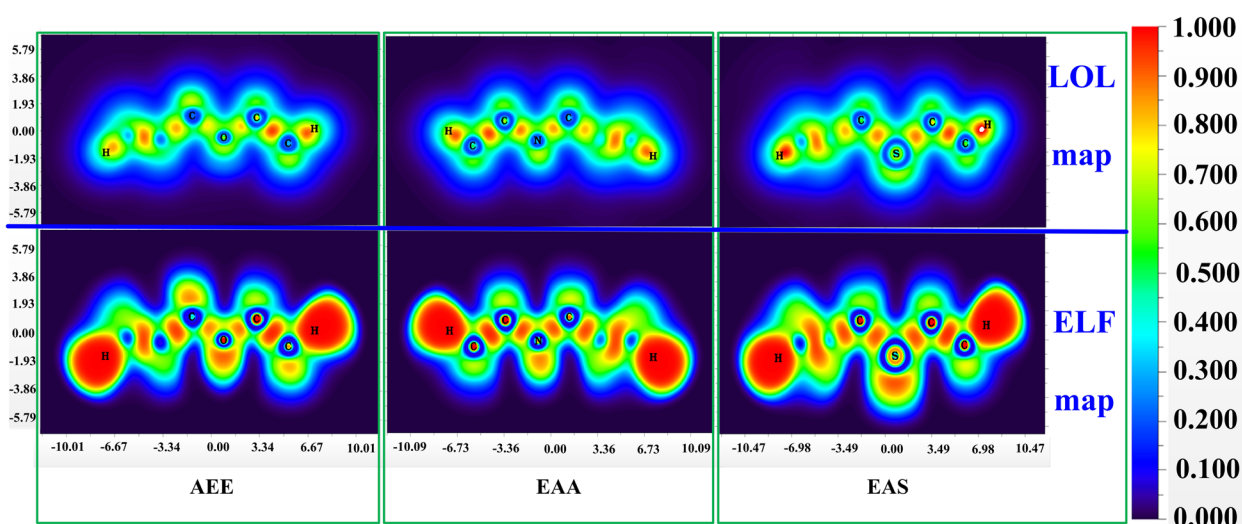 5.79
3.86
1.93
0.00
-1.93
-3.86
-5.79
H C O C C H
H C C N C H
H C S C C H
LOL
map
5.79
3.86
1.93
0.00
-1.93
-3.86
-5.79
H C O C C H
H C C N C H
H C S C C H
ELF
map
-10.01 -6.67 -3.34 0.00 3.34 6.67 10.01
-10.09 -6.73 -3.36 0.00 3.36 6.73 10.09
-10.47 -6.98 -3.49 0.00 3.49 6.98 10.47
AEE EAA EAS
1.000
0.900
0.800
0.700
0.600
0.500
0.400
0.300
0.200
0.100
0.000